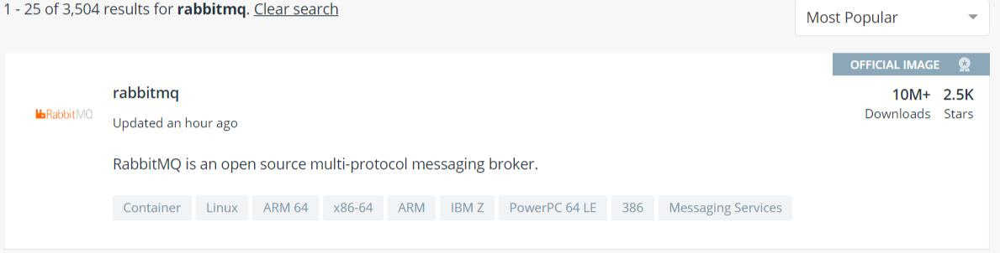 1 - 25 of 3,504 results for rabbitmq. Clear search
Most Popular
OFFICIAL IMAGE
rabbitmq
10M+ 2.5K
RabbitMQ
Downloads Stars
Updated an hour ago
RabbitMQ is an open source multi-protocol messaging broker.
Container Linux ARM 64 x86-64 ARM IBM Z PowerPC 64 LE 386 Messaging Services